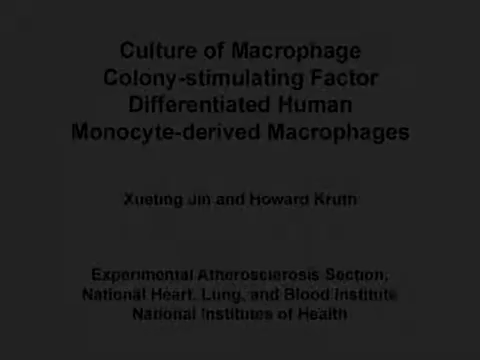 Culture of Macrophage
Colony-stimulating Factor
Differentiated Human
Monocyte-derived Macrophages
Xueting Jin and Howard Kruth
Experimental Atherosclerosis Section,
National Heart, Lung, and Blood Institute
National Institutes of Health